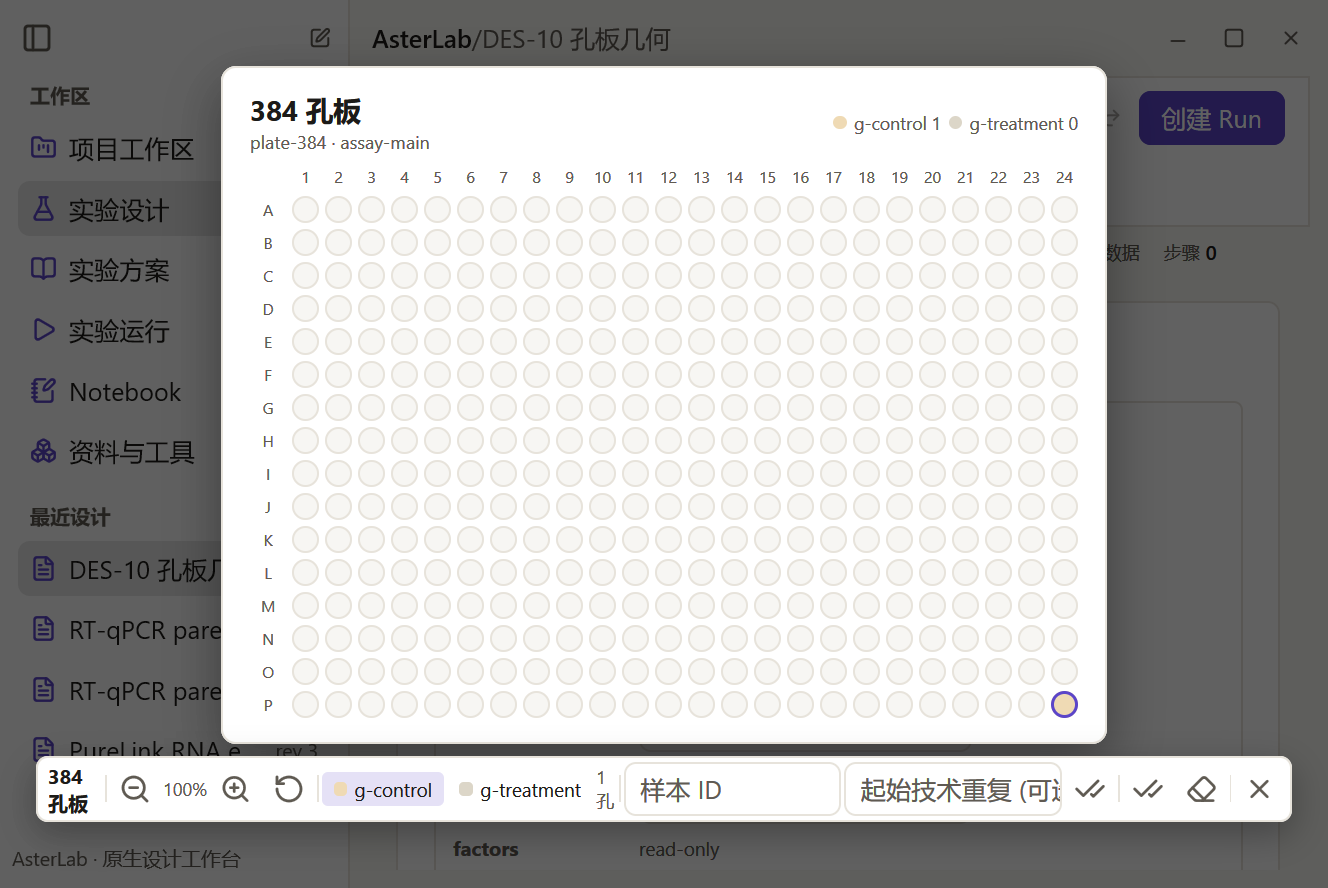 AsterLab/DES-10 孔板几何
工作区
项目工作区
实验设计
实验方案
实验运行
Notebook
资料与工具
最近设计
DES-10 孔板几
RT-qPCR pare
RT-qPCR pare
PureLink RNA e
rev 3
AsterLab · 原生设计工作台
创建 Run
数据 步骤 0
384 孔板
plate-384 · assay-main
g-control 1 g-treatment 0
1 2 3 4 5 6 7 8 9 10 11 12 13 14 15 16 17 18 19 20 21 22 23 24
A
B
C
D
E
F
G
H
I
J
K
L
M
N
O
P
384
孔板
100%
g-control
g-treatment
1
孔
样本 ID
起始技术重复 (可选
factors read-only